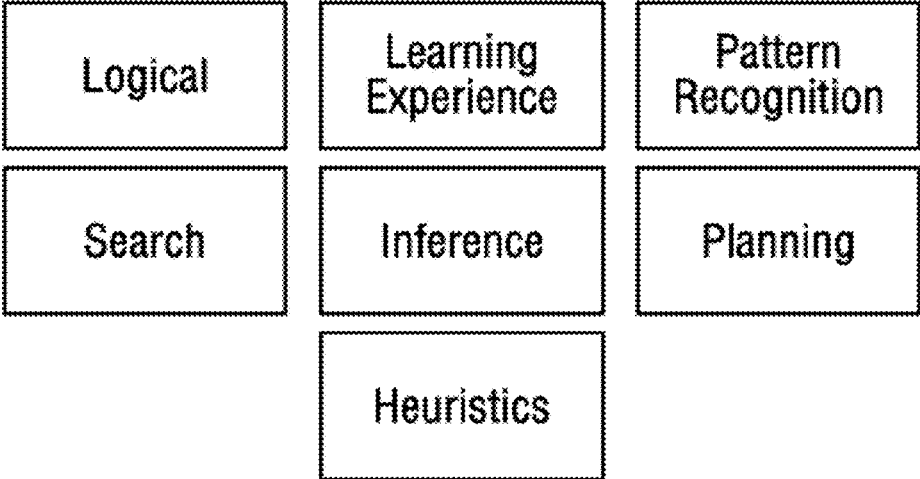 Logical
Learning
Experience
Pattern
Recognition
Search
Inference
Planning
Heuristics